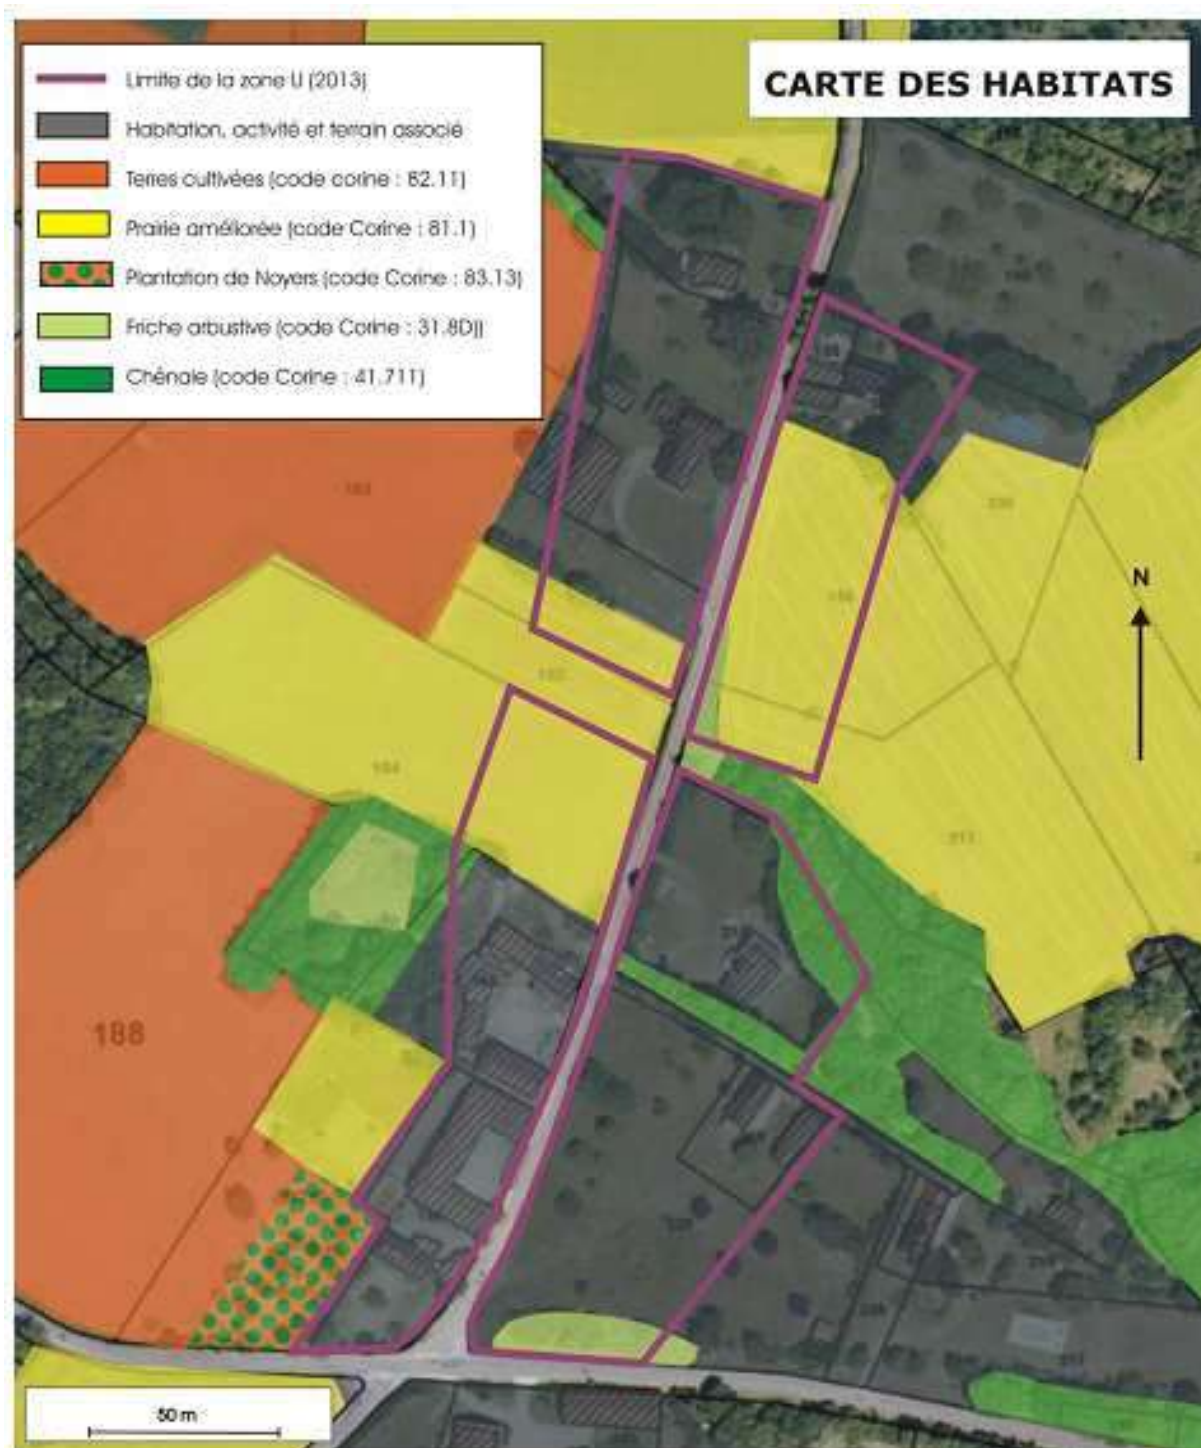 CARTE DES HABITATS
Limite de la zone U (2013)
Habitation, activité et terrain associé
Terres cultivées (code corine : 82.11)
Prairie améliorée (code Corine : 81.1)
Plantation de Noyers (code Corine : 83.13)
Friche arbustive (code Corine : 31.8D))
Chênaie (code Corine : 41.711)
N
184
188
50 m